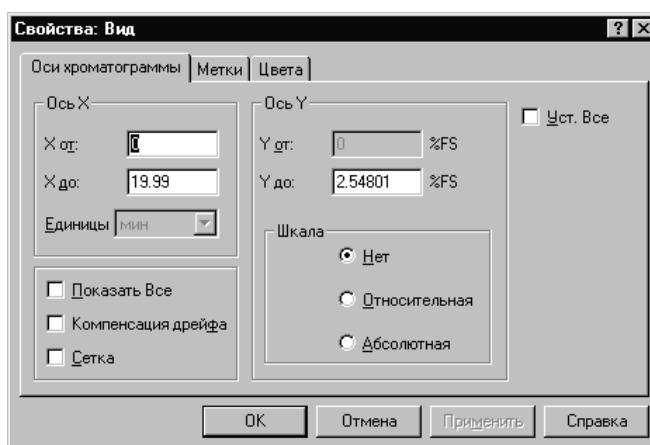 Свойства: Вид
Оси хроматограммы Метки Цвета
Ось X
X от: 0
X до: 19.99
Единицы мин
Показать Все
Компенсация дрейфа
Сетка
Ось Y
Y от: 0 %FS
Y до: 2.54801 %FS
Шкала
Нет
Относительная
Абсолютная
Уст. Все
OK Отмена Применить Справка